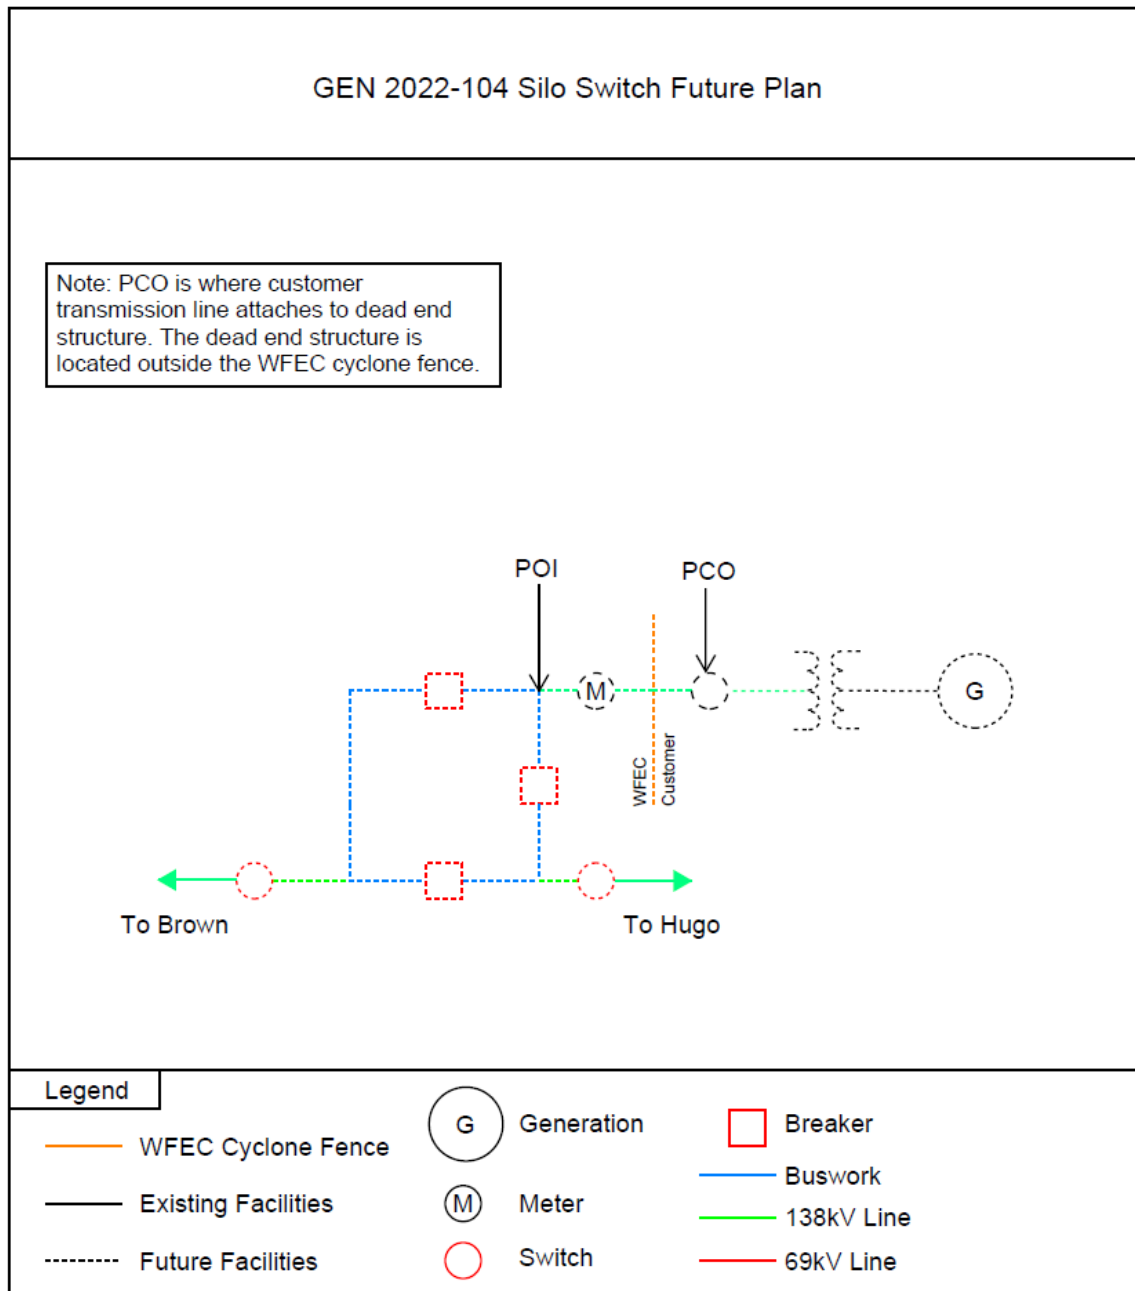 GEN 2022-104 Silo Switch Future Plan
Note: PCO is where customer
transmission line attaches to dead end
structure. The dead end structure is
located outside the WFEC cyclone fence.
POI
PCO
M
G
WFEC
Customer
To Brown
To Hugo
Legend
WFEC Cyclone Fence
Existing Facilities
Future Facilities
G
Generation
M
Meter
Switch
Breaker
Buswork
138kV Line
69kV Line